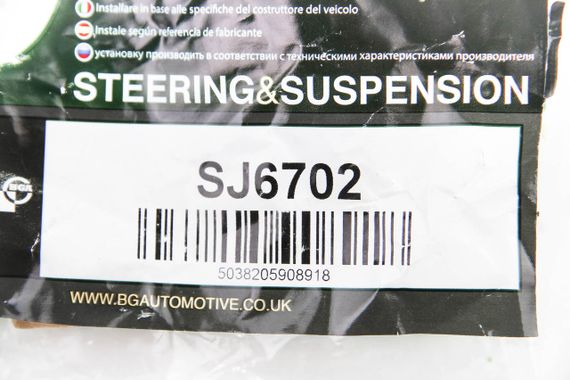 Installare in base alle specifiche del costruttore del veicolo
Instale según referencia de fabricante
установку производить в соответствии с техническими характеристиками производителя
STEERING&SUSPENSION
BGA
SJ6702
5038205908918
WWW.BGAUTOMOTIVE.CO.UK